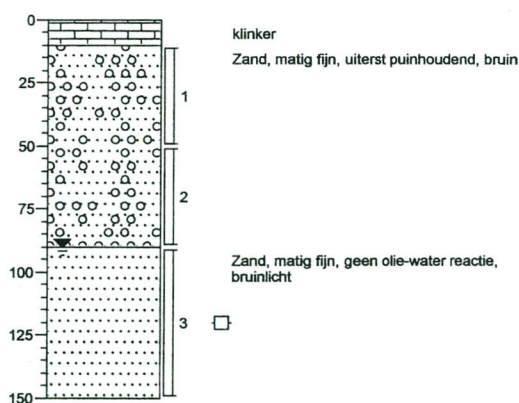 0
klinker
Zand, matig fijn, uiterst puinhoudend, bruin
25
1
50
2
75
100
Zand, matig fijn, geen olie-water reactie,
bruinlicht
125
3
150